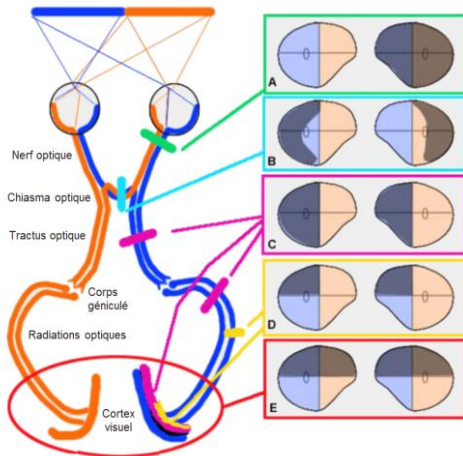 A
B
Nerf optique
Chiasma optique
Tractus optique
C
Corps
géniculé
Radiations optiques
D
Cortex
visuel
E